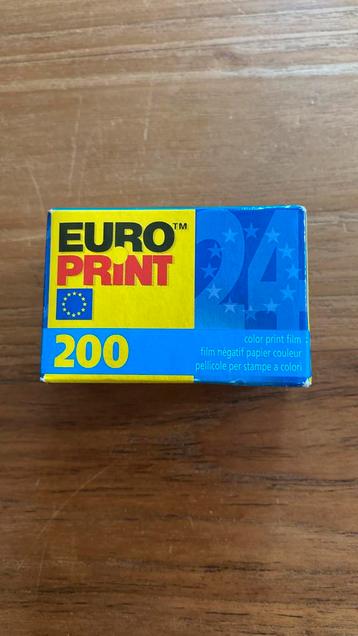 EURO™
PRINT
24
200
color print film
film négatif papier couleur
pellicole per stampe a colori